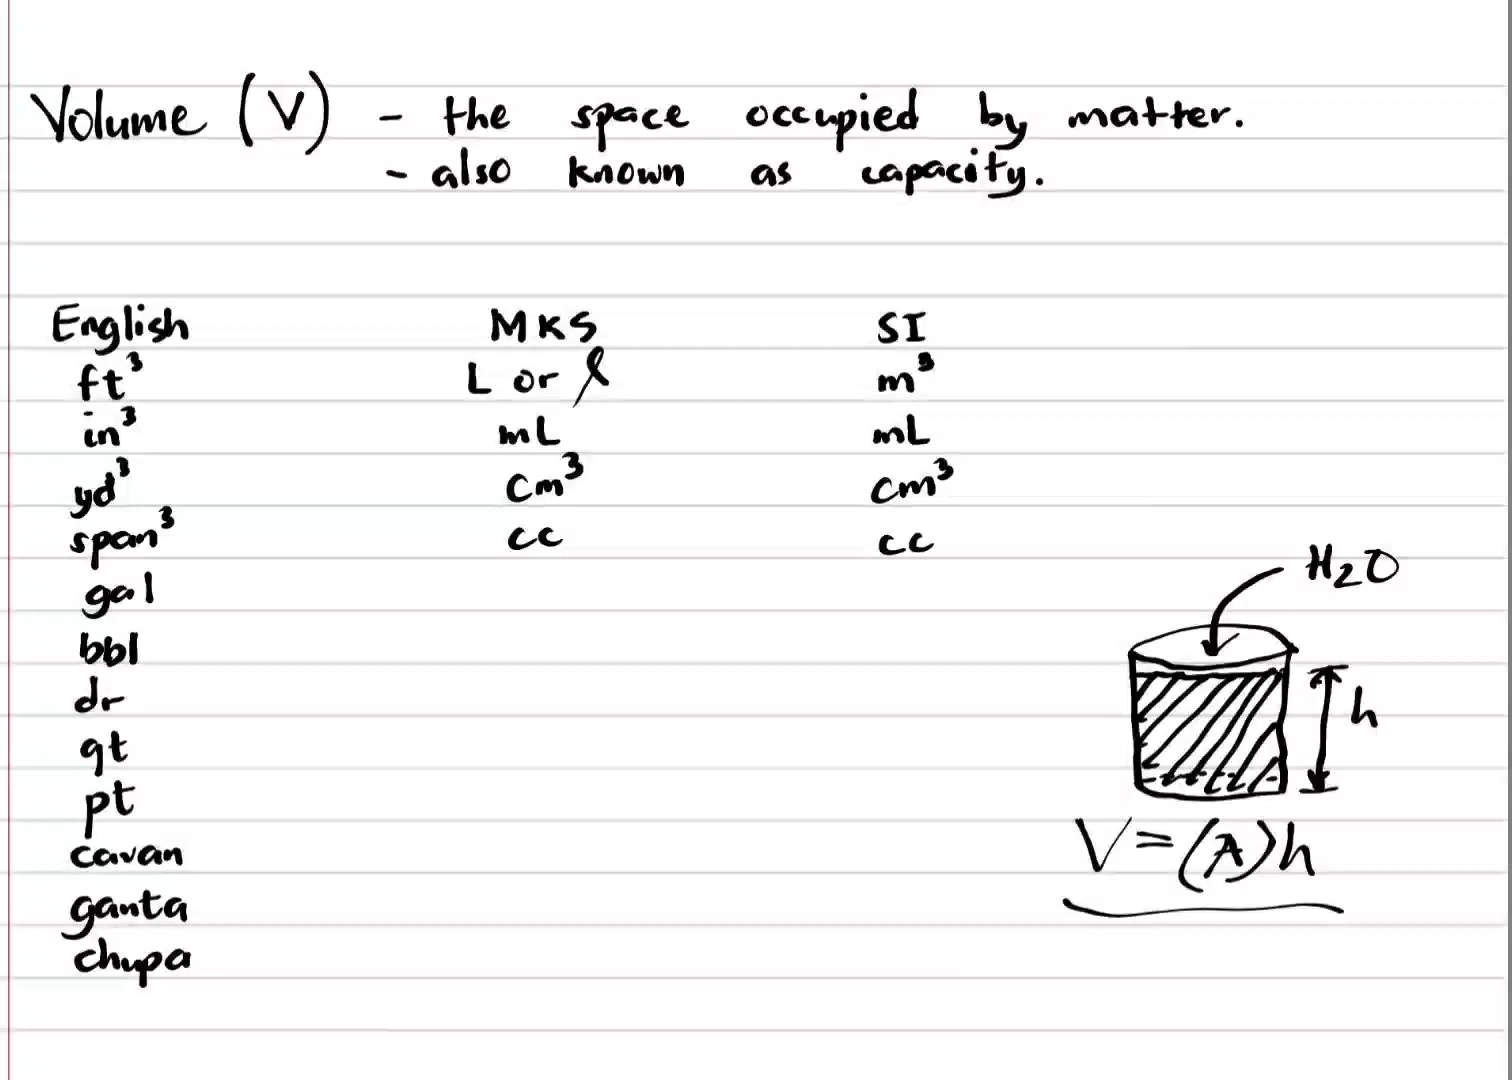 Volume (V) - the space occupied by matter.
- also known as capacity.
English MKS SI
ft³ L or ℓ m³
in³ mL mL
yd³ cm³ cm³
span³ cc cc
gal
bbl
dr
qt
pt
cavan
ganta
chupa
H₂O
h
V = (A)h